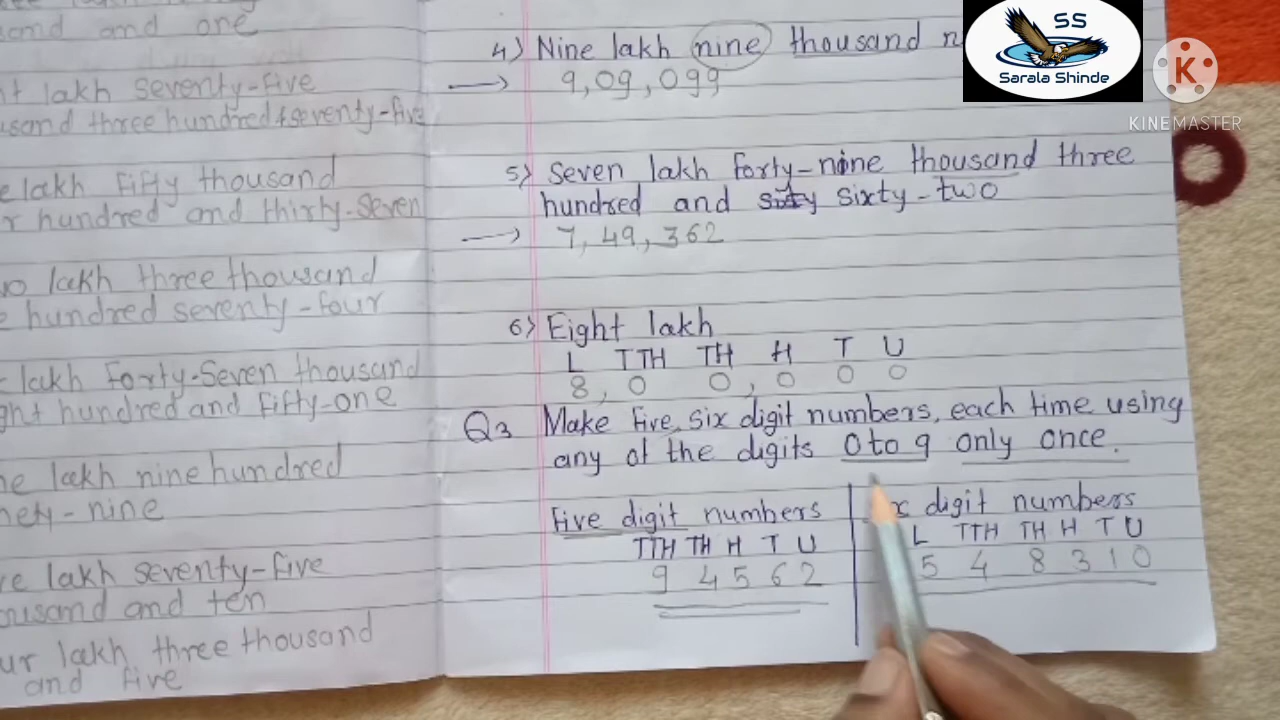 and one
lakh seventy-five
three hundred & seventy-five
lakh fifty thousand
hundred and thirty-seven
lakh three thousand
hundred seventy-four
lakh Forty-Seven thousand
hundred and Fifty-one
lakh nine hundred
nine
lakh seventy-five
and ten
lakh three thousand
and five
4) Nine lakh nine thousand
→ 9,09,099
5) Seven lakh forty-nine thousand three
hundred and sixty sixty-two
→ 7,49,362
6) Eight lakh
L TTH TH H T U
8, 0 0, 0 0 0
Q3 Make five, six digit numbers, each time using
any of the digits 0 to 9 only once.
Five digit numbers
TTH TH H T U
9 4 5 6 2
digit numbers
L TTH TH H T U
5 4 8 3 1 0
SS
Sarala Shinde
K
KINEMASTER